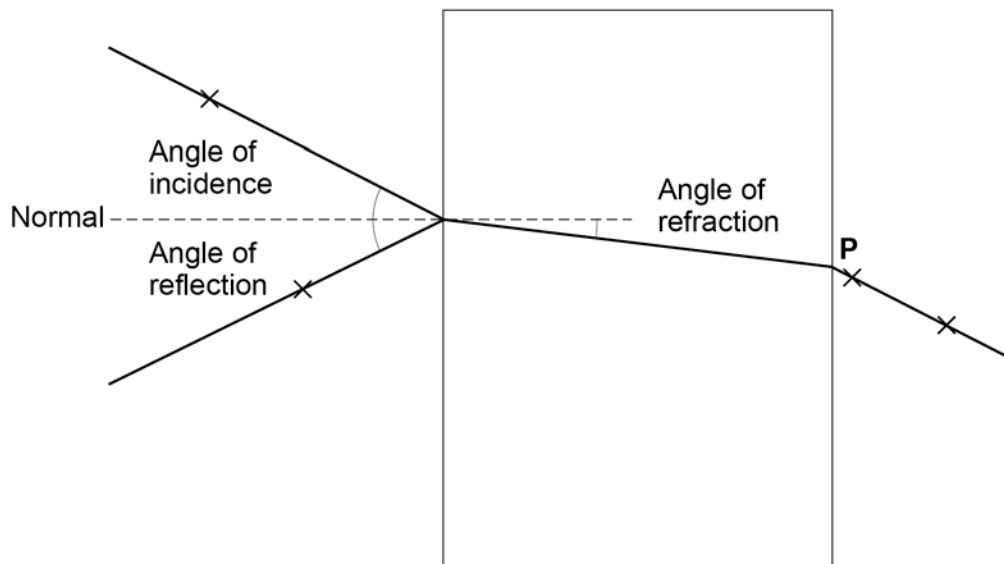 Angle of
incidence
Normal
Angle of
reflection
Angle of
refraction
P